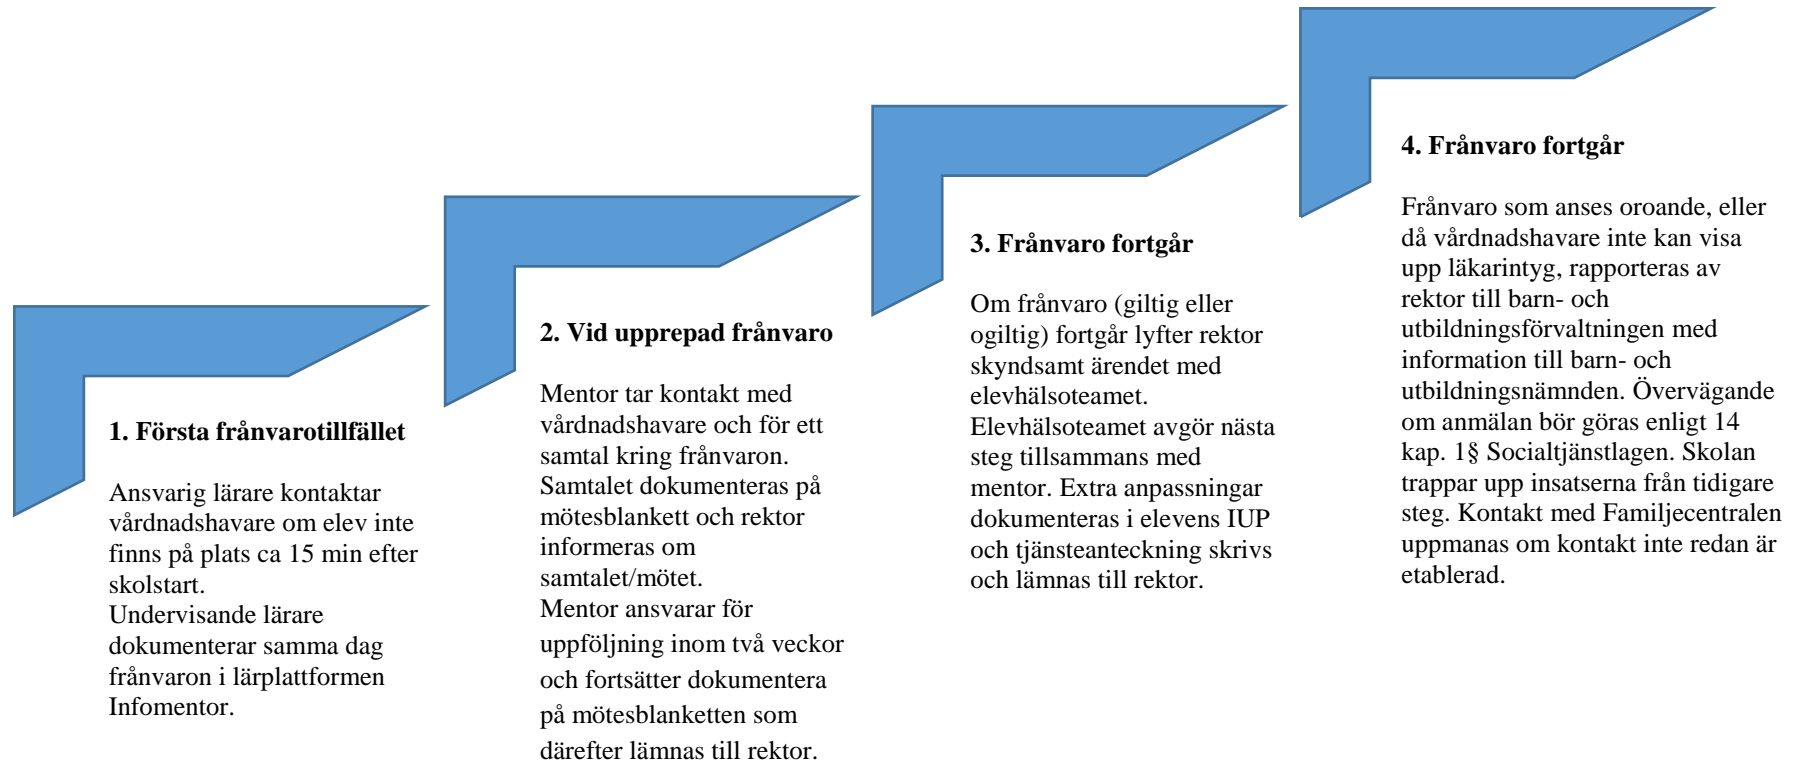 1. Första frånvarotillfället
Ansvarig lärare kontaktar
vårdnadshavare om elev inte
finns på plats ca 15 min efter
skolstart.
Undervisande lärare
dokumenterar samma dag
frånvaron i lärplattformen
Infomentor.
2. Vid upprepad frånvaro
Mentor tar kontakt med
vårdnadshavare och för ett
samtal kring frånvaron.
Samtalet dokumenteras på
mötesblankett och rektor
informeras om
samtalet/mötet.
Mentor ansvarar för
uppföljning inom två veckor
och fortsätter dokumentera
på mötesblanketten som
därefter lämnas till rektor.
3. Frånvaro fortgår
Om frånvaro (giltig eller
ogiltig) fortgår lyfter rektor
skyndsamt ärendet med
elevhälsoteamet.
Elevhälsoteamet avgör nästa
steg tillsammans med
mentor. Extra anpassningar
dokumenteras i elevens IUP
och tjänsteanteckning skrivs
och lämnas till rektor.
4. Frånvaro fortgår
Frånvaro som anses oroande, eller
då vårdnadshavare inte kan visa
upp läkarintyg, rapporteras av
rektor till barn- och
utbildningsförvaltningen med
information till barn- och
utbildningsnämnden. Övervägande
om anmälan bör göras enligt 14
kap. 1§ Socialtjänstlagen. Skolan
trappar upp insatserna från tidigare
steg. Kontakt med Familjecentralen
uppmanas om kontakt inte redan är
etablerad.